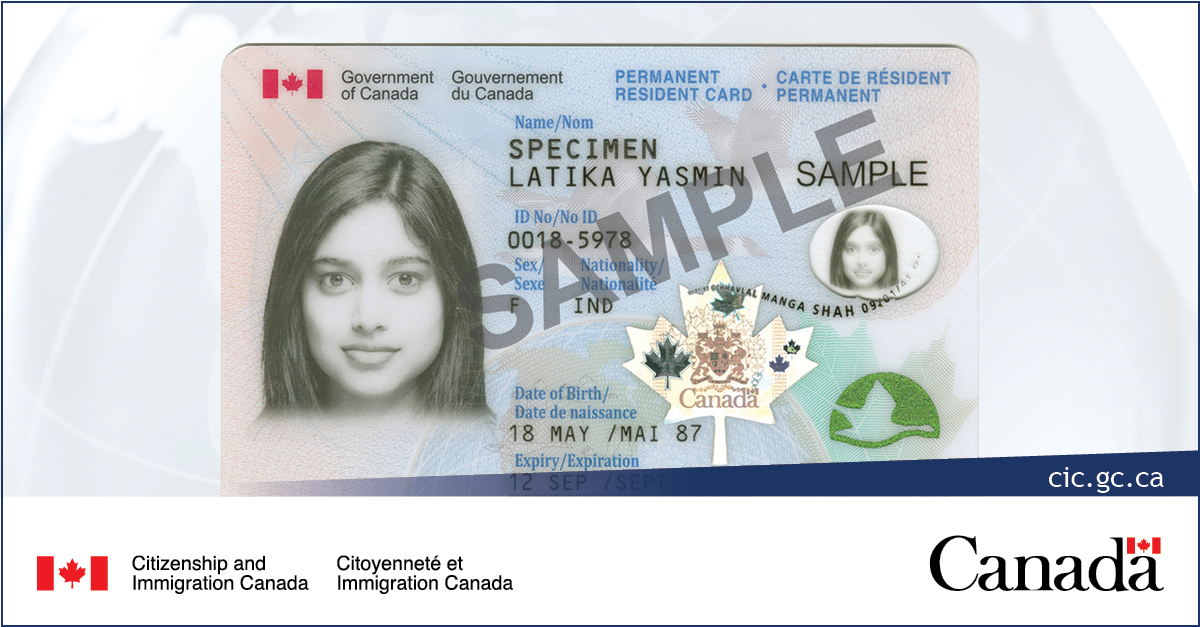 Government of Canada
Gouvernement du Canada
PERMANENT RESIDENT CARD
• CARTE DE RÉSIDENT PERMANENT
Name/Nom
SPECIMEN
LATIKA YASMIN
SAMPLE
SAMPLE
ID No/No ID
0018-5978
Sex/Sexe
Nationality/Nationalité
F IND
MANGA SHAH
Canada
Date of Birth/
Date de naissance
18 MAY /MAI 87
Expiry/Expiration
12 SEP /SEPT
cic.gc.ca
Citizenship and
Immigration Canada
Citoyenneté et
Immigration Canada
Canada